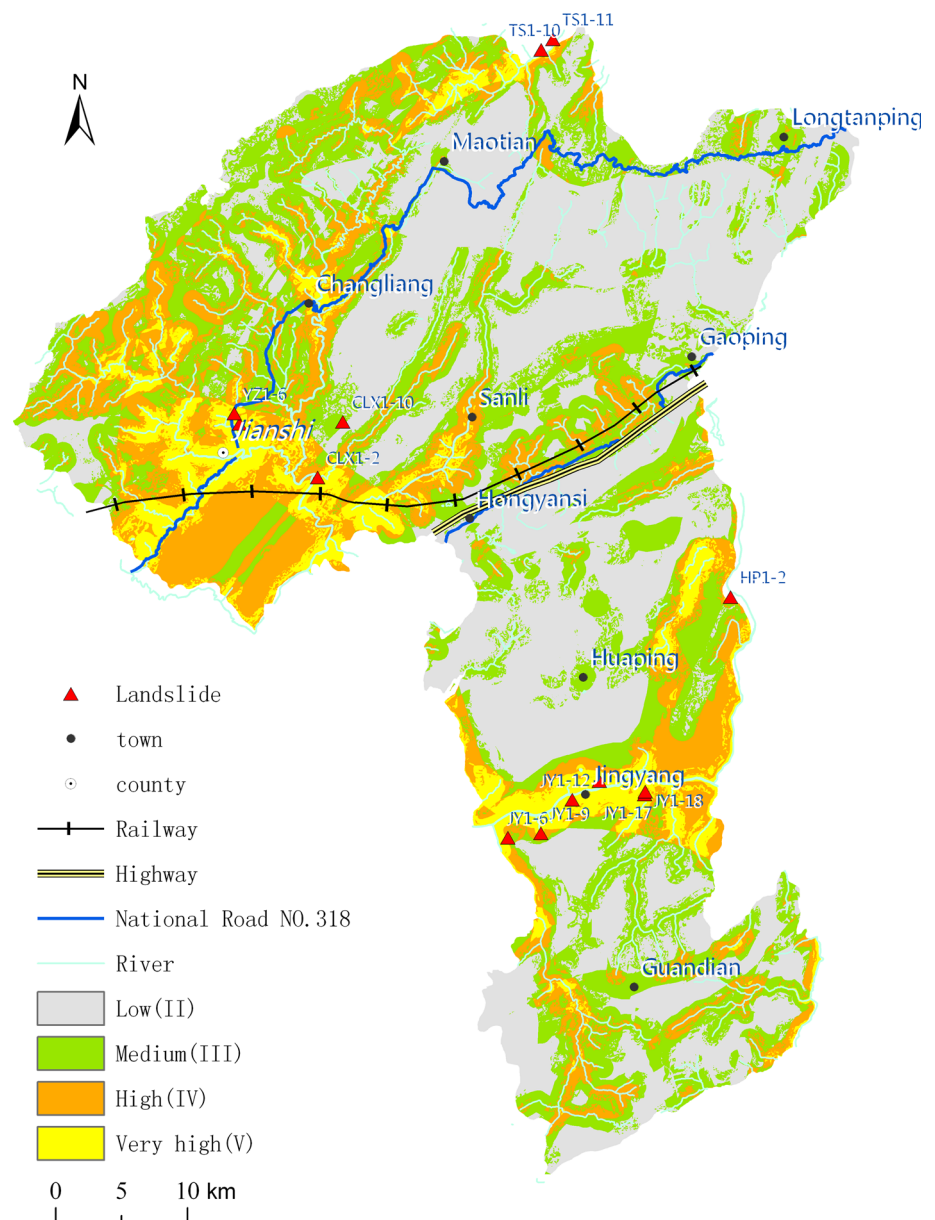 TS1-11
TS1-10
N
Longtanping
Maotian
Changliang
Gaoping
YZ1-6
CLX1-10
Sanli
Jianshi
CLX1-2
Hongyansi
HP1-2
Huaping
Landslide
town
Jingyang
JY1-12
county
JY1-18
JY1-17
JY1-9
JY1-6
Railway
Highway
National Road NO.318
River
Guandian
Low(II)
Medium(III)
High(IV)
Very high(V)
0 5 10 km